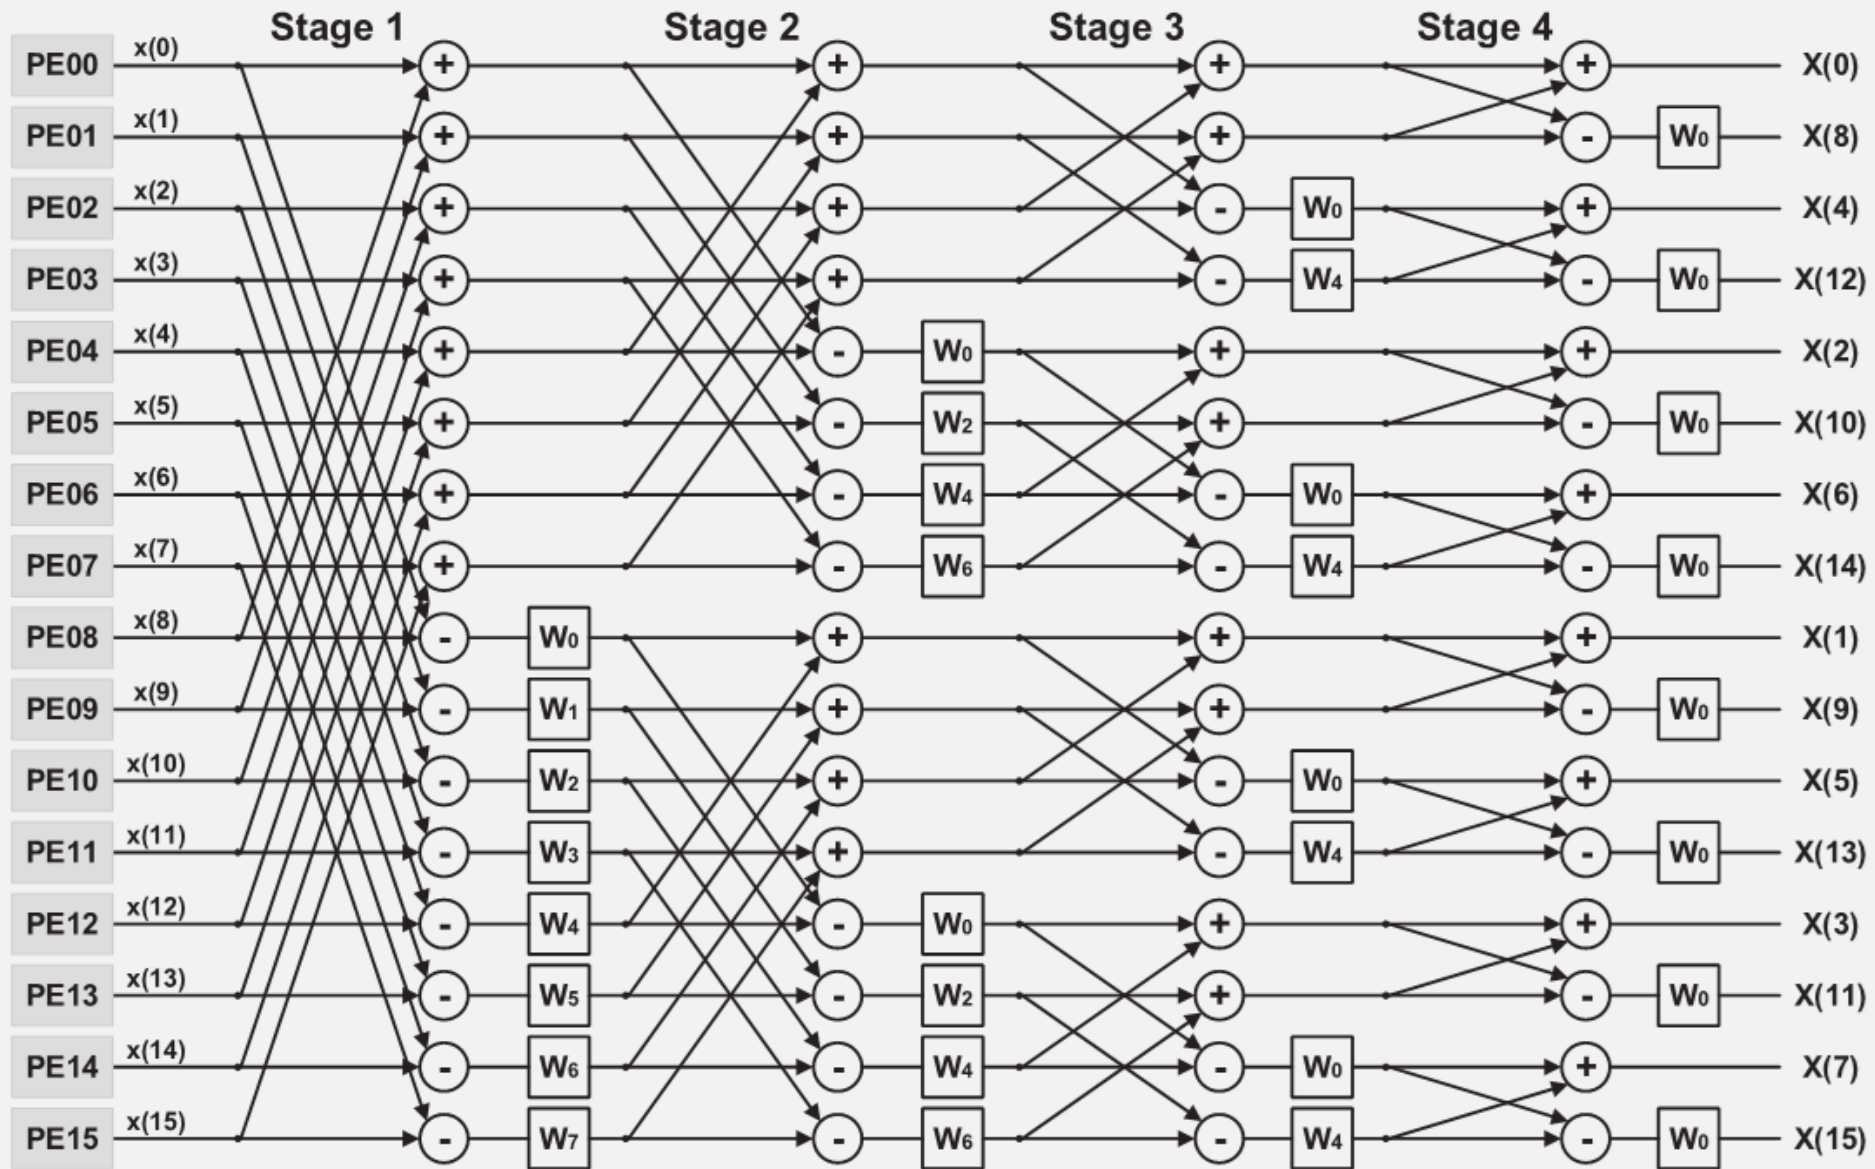 Stage 1 Stage 2 Stage 3 Stage 4
PE00 x(0) + + + + X(0)
PE01 x(1) + + + - W0 X(8)
PE02 x(2) + + - W0 + X(4)
PE03 x(3) + + - W4 - W0 X(12)
PE04 x(4) + - W0 + + X(2)
PE05 x(5) + - W2 + - W0 X(10)
PE06 x(6) + - W4 - W0 + X(6)
PE07 x(7) + - W6 - W4 - W0 X(14)
PE08 x(8) - W0 + + + X(1)
PE09 x(9) - W1 + + - W0 X(9)
PE10 x(10) - W2 + - W0 + X(5)
PE11 x(11) - W3 + - W4 - W0 X(13)
PE12 x(12) - W4 - W0 + + X(3)
PE13 x(13) - W5 - W2 + - W0 X(11)
PE14 x(14) - W6 - W4 - W0 + X(7)
PE15 x(15) - W7 - W6 - W4 - W0 X(15)